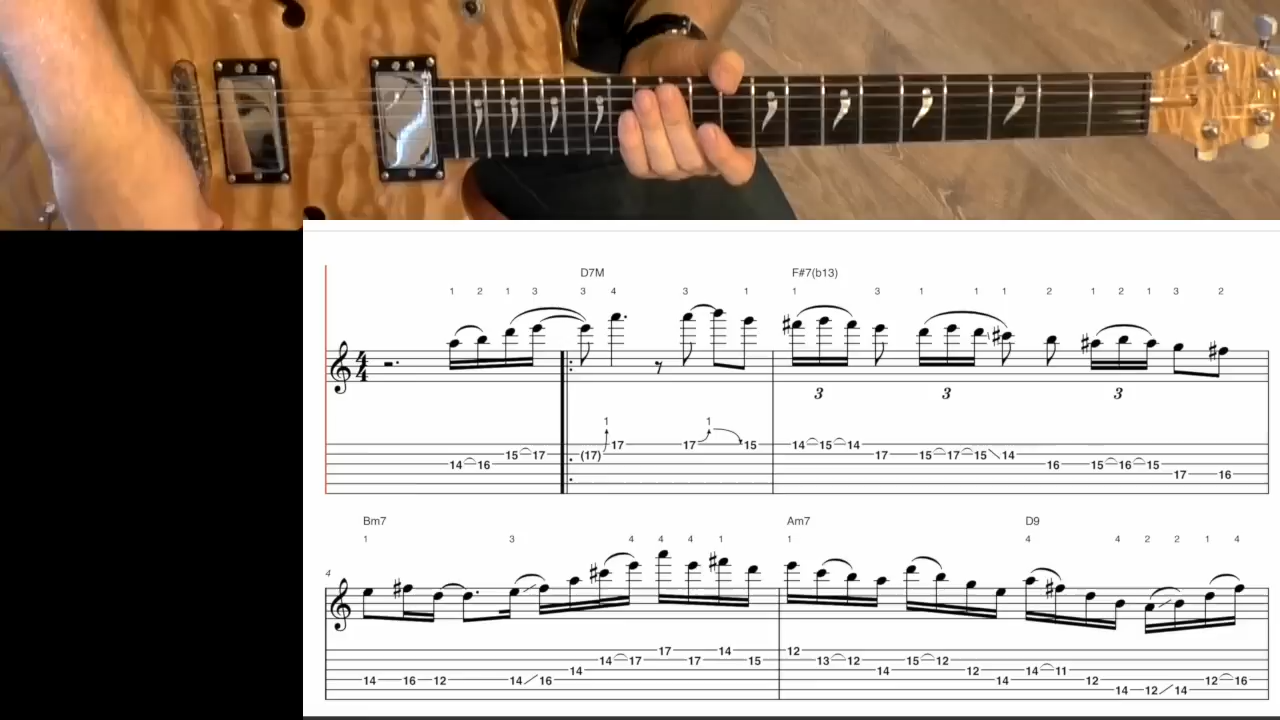 D7M F#7(b13)
1 2 1 3 3 4 3 1 1 3 1 1 1 2 1 2 1 3 2
4 4
3 3 3
1 1
17 17 15 14 15 14
15 17 (17) 17 15 17 15 14
14 16 16 15 16 15
17 16
Bm7 Am7 D9
1 3 4 4 4 1 1 4 4 2 2 1 4
4
17 14 12
14 17 17 15 13 12 15 12
14 14 12 14 11
14 16 12 14 16 14 12 12 16
14 12 14